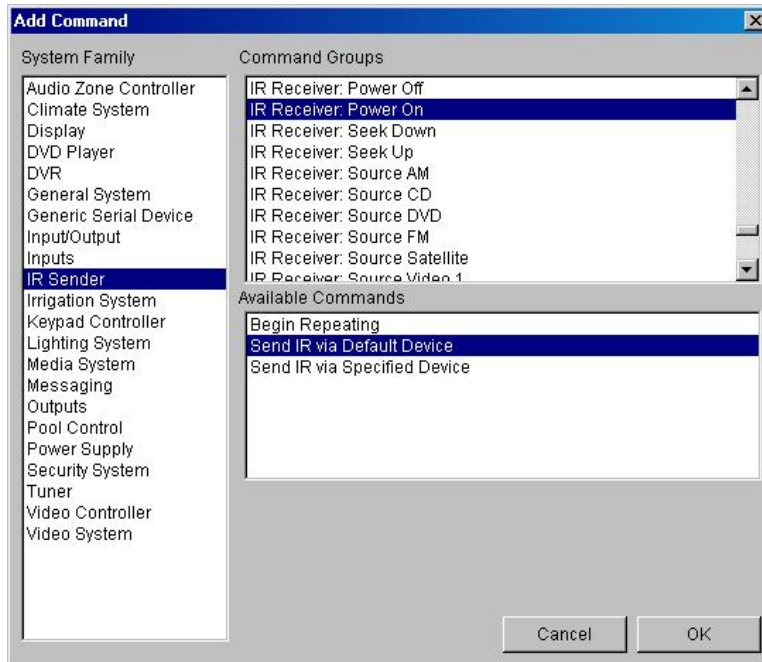 Add Command
System Family
Audio Zone Controller
Climate System
Display
DVD Player
DVR
General System
Generic Serial Device
Input/Output
Inputs
IR Sender
Irrigation System
Keypad Controller
Lighting System
Media System
Messaging
Outputs
Pool Control
Power Supply
Security System
Tuner
Video Controller
Video System
Command Groups
IR Receiver: Power Off
IR Receiver: Power On
IR Receiver: Seek Down
IR Receiver: Seek Up
IR Receiver: Source AM
IR Receiver: Source CD
IR Receiver: Source DVD
IR Receiver: Source FM
IR Receiver: Source Satellite
IR Receiver: Source Video 1
Available Commands
Begin Repeating
Send IR via Default Device
Send IR via Specified Device
Cancel
OK